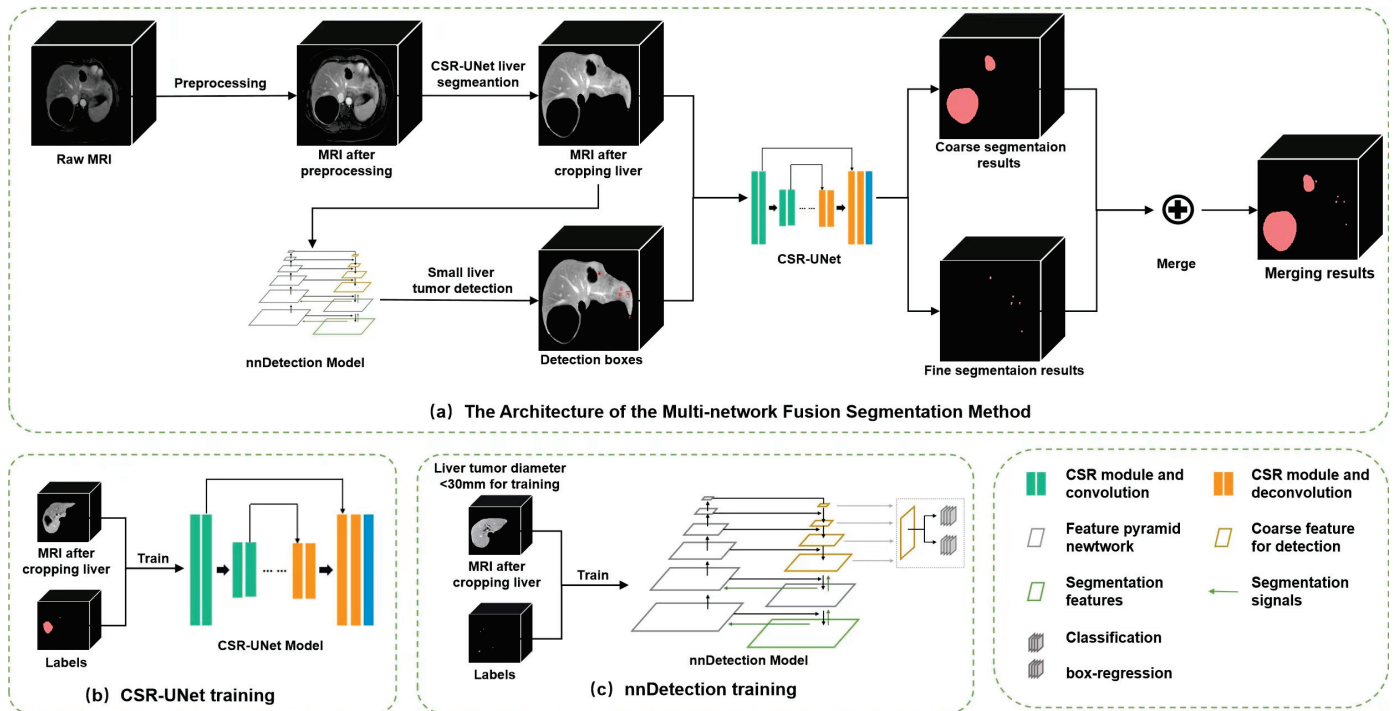 Raw MRI
Preprocessing
MRI after
preprocessing
CSR-UNet liver
segmeantion
MRI after
cropping liver
nnDetection Model
Small liver
tumor detection
Detection boxes
CSR-UNet
Coarse segmentaion
results
Fine segmentaion results
Merge
Merging results
(a) The Architecture of the Multi-network Fusion Segmentation Method
MRI after
cropping liver
Labels
Train
CSR-UNet Model
(b) CSR-UNet training
Liver tumor diameter
<30mm for training
MRI after
cropping liver
Labels
Train
nnDetection Model
(c) nnDetection training
CSR module and
convolution
CSR module and
deconvolution
Feature pyramid
newtwork
Coarse feature
for detection
Segmentation
features
Segmentation
signals
Classification
box-regression